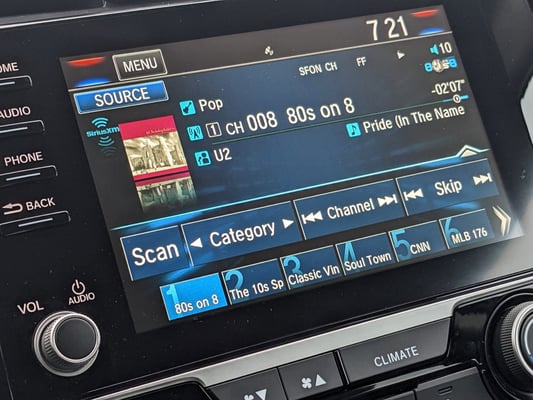 7 21
MENU
SFON CH FF
10
SOURCE
Pop
-02'07"
SiriusXM
1 CH 008 80s on 8
Pride (In The Name
U2
Scan
Category
Channel
Skip
1 80s on 8
2 The 10s Sp
3 Classic Vin
4 Soul Town
5 CNN
6 MLB 176
HOME
AUDIO
PHONE
BACK
VOL
AUDIO
CLIMATE